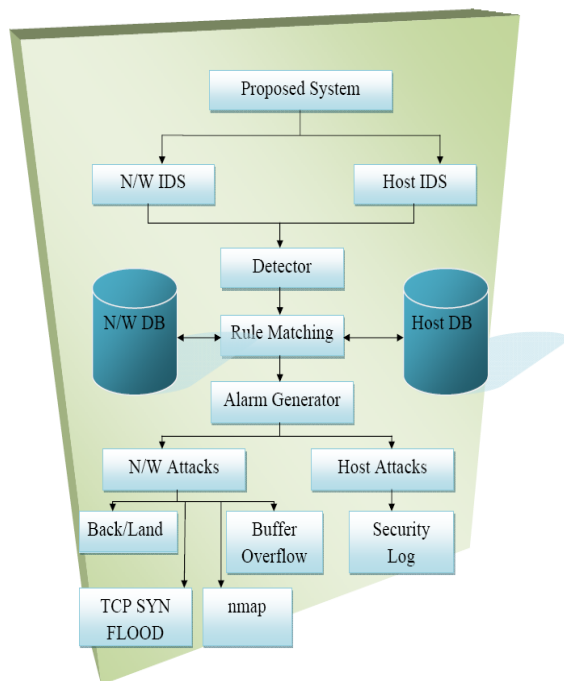 Proposed System
N/W IDS
Host IDS
Detector
N/W DB
Rule Matching
Host DB
Alarm Generator
N/W Attacks
Host Attacks
Back/Land
Buffer
Overflow
Security
Log
TCP SYN
FLOOD
nmap